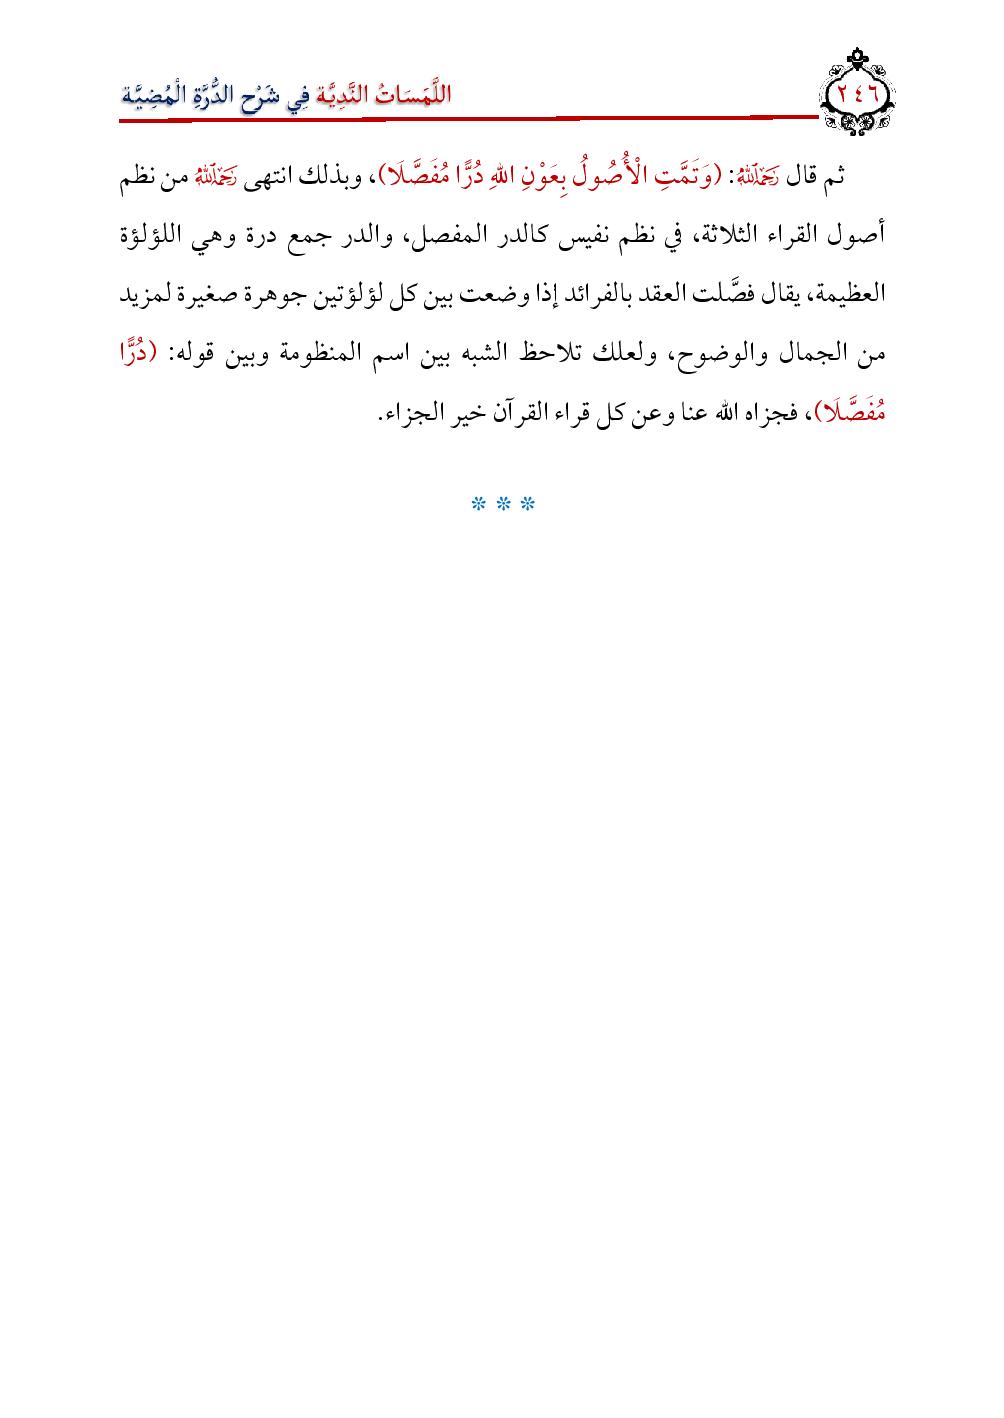 ٢٤٦
اللَّمَسَاتُ النَّدِيَّة فِي شَرْح الدُّرَّةِ الْمُضِيَّة
ثم قال رَحِمَهُ ٱللَّهُ: (وَتَمَّتِ الْأُصُولُ بِعَوْنِ اللهِ دُرًّا مُفَصَّلَا)، وبذلك انتهى رَحِمَهُ ٱللَّهُ من نظم
أصول القراء الثلاثة، في نظم نفيس كالدر المفصل، والدر جمع درة وهي اللؤلؤة
العظيمة، يقال فصَّلت العقد بالفرائد إذا وضعت بين كل لؤلؤتين جوهرة صغيرة لمزيد
من الجمال والوضوح، ولعلك تلاحظ الشبه بين اسم المنظومة وبين قوله: (دُرًّا
مُفَصَّلَا)، فجزاه الله عنا وعن كل قراء القرآن خير الجزاء.
* * *